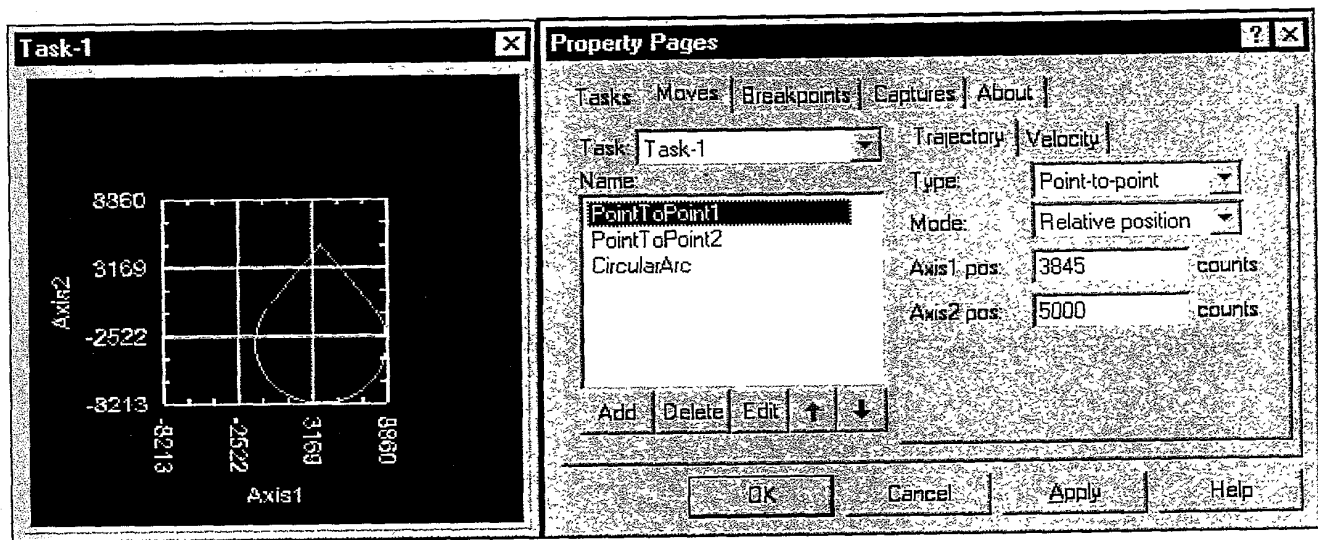 Task-1
8860
3169
-2522
-8213
Axis2
-8213
-2522
3169
8860
Axis1
Property Pages
Tasks Moves Breakpoints Captures About
Task: Task-1
Name:
PointToPoint1
PointToPoint2
CircularArc
Add Delete Edit
Trajectory Velocity
Type: Point-to-point
Mode: Relative position
Axis1 pos: 3845 counts
Axis2 pos: 5000 counts
OK Cancel Apply Help